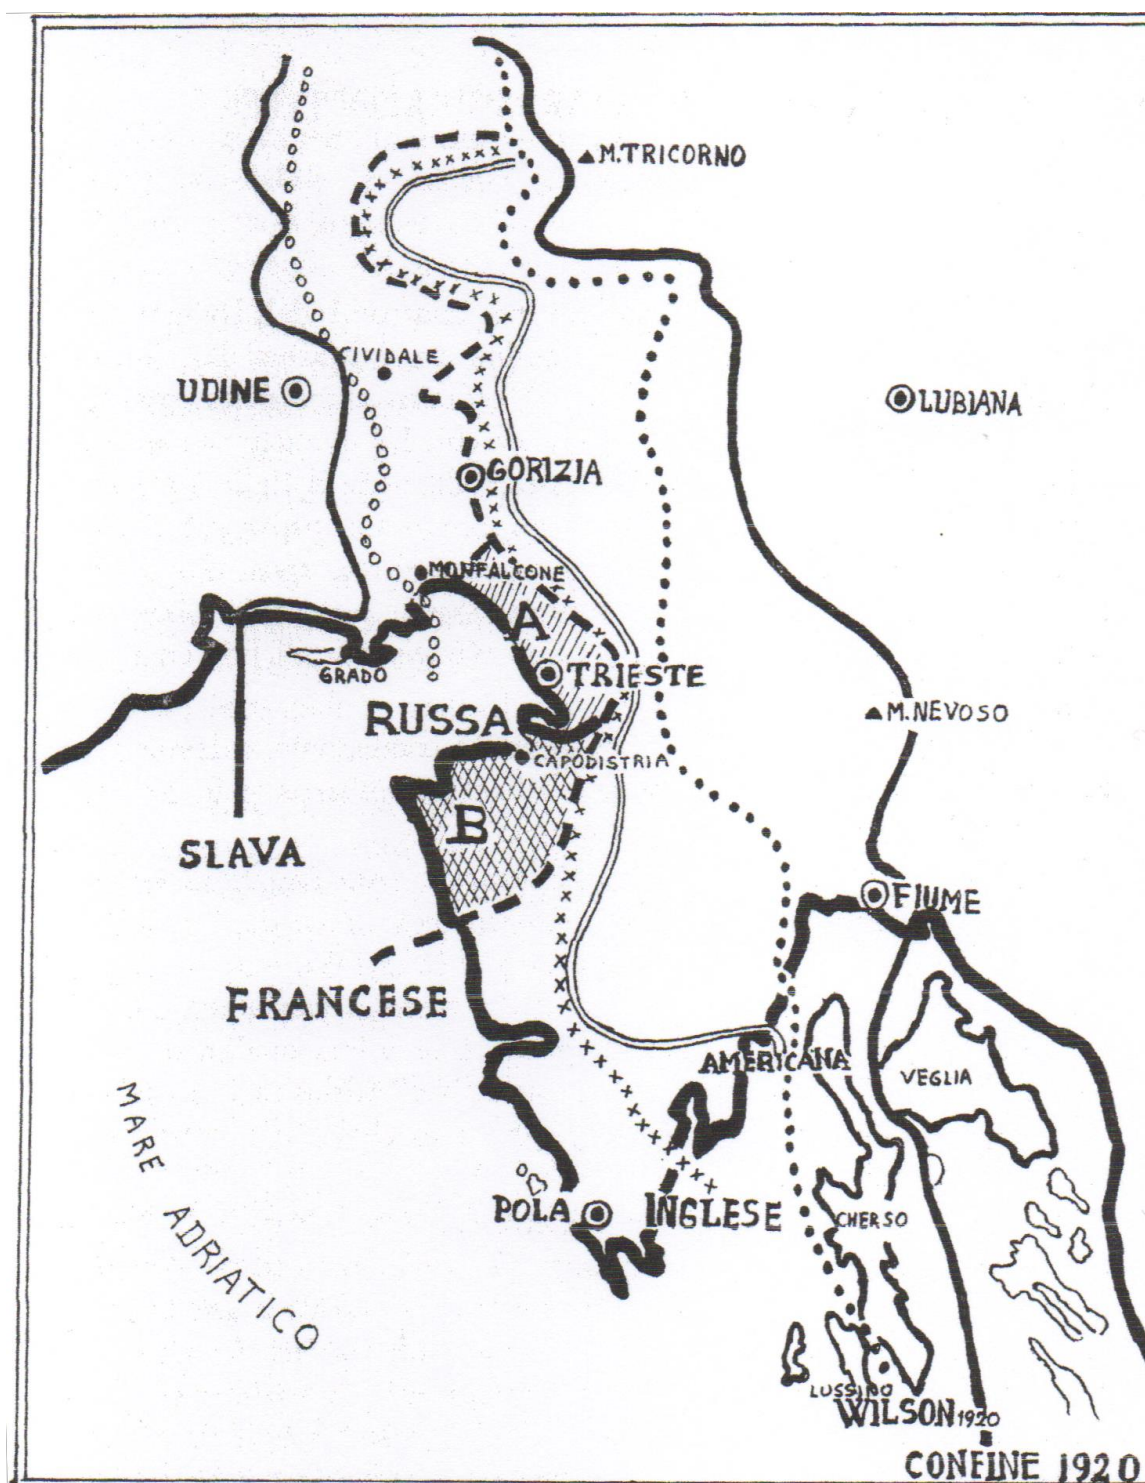 M. TRICORNO
CIVIDALE
UDINE
LUBIANA
GORIZIA
MONFALCONE
A
TRIESTE
GRADO
RUSSA
M. NEVOSO
CAPODISTRIA
B
SLAVA
FIUME
FRANCESE
AMERICANA
VEGLIA
MARE ADRIATICO
POLA
INGLESE
CHERSO
LUSSINO
WILSON 1920
CONFINE 1920